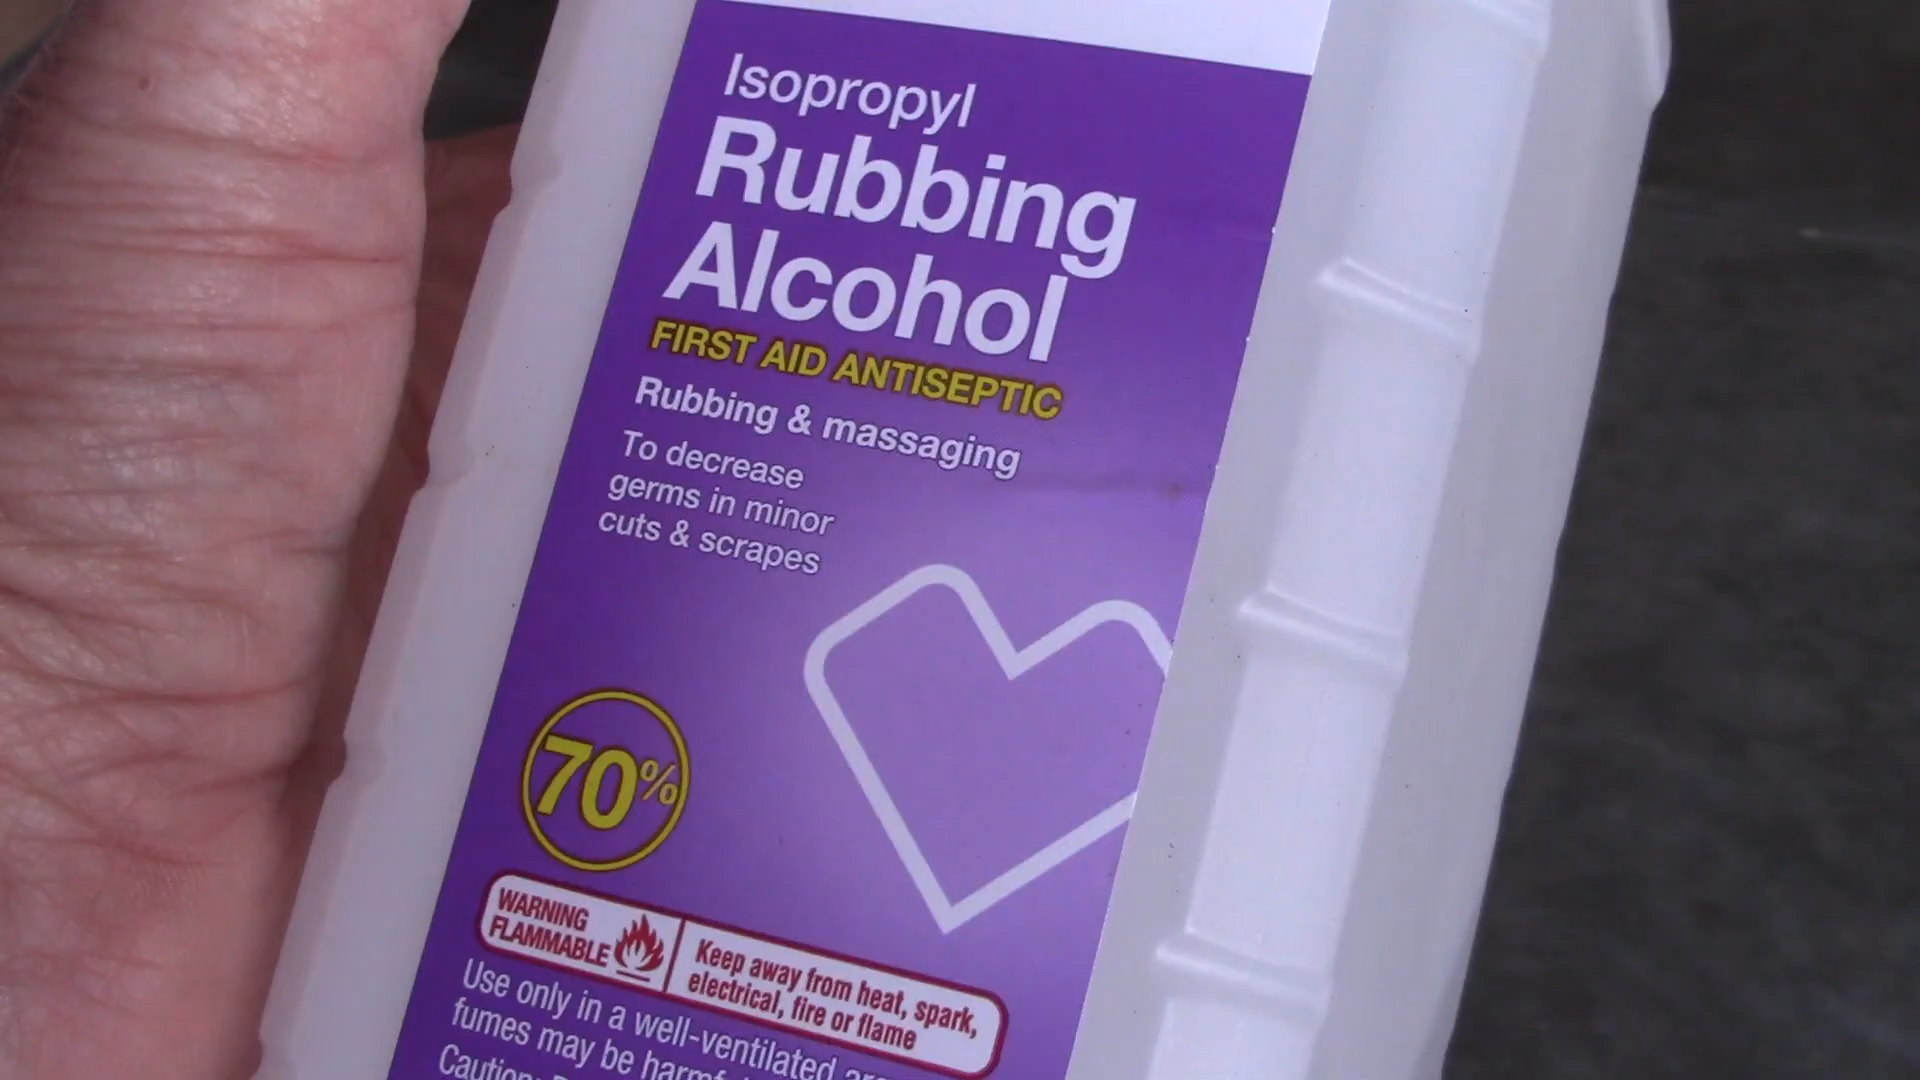 Isopropyl
Rubbing
Alcohol
FIRST AID ANTISEPTIC
Rubbing & massaging
To decrease
germs in minor
cuts & scrapes
70%
WARNING
FLAMMABLE
Keep away from heat, spark,
electrical, fire or flame
Use only in a well-ventilated
fumes may be
Caution: